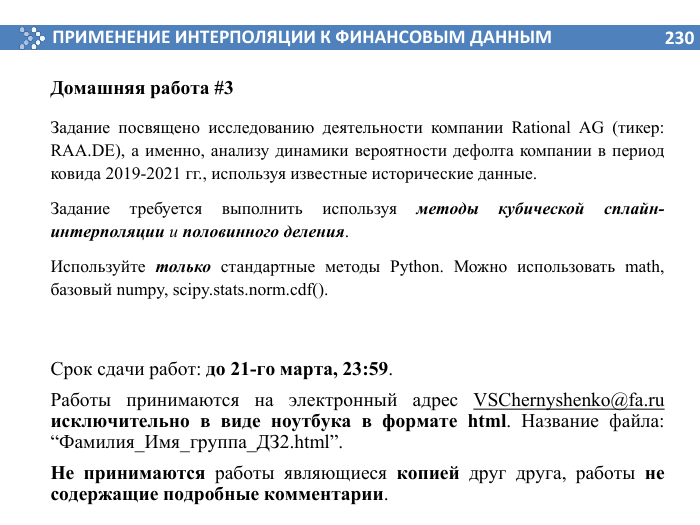 ПРИМЕНЕНИЕ ИНТЕРПОЛЯЦИИ К ФИНАНСОВЫМ ДАННЫМ 230
Домашняя работа #3
Задание посвящено исследованию деятельности компании Rational AG (тикер:
RAA.DE), а именно, анализу динамики вероятности дефолта компании в период
ковида 2019-2021 гг., используя известные исторические данные.
Задание требуется выполнить используя методы кубической сплайн-
интерполяции и половинного деления.
Используйте только стандартные методы Python. Можно использовать math,
базовый numpy, scipy.stats.norm.cdf().
Срок сдачи работ: до 21-го марта, 23:59.
Работы принимаются на электронный адрес VSChernyshenko@fa.ru
исключительно в виде ноутбука в формате html. Название файла:
“Фамилия_Имя_группа_ДЗ2.html”.
Не принимаются работы являющиеся копией друг друга, работы не
содержащие подробные комментарии.